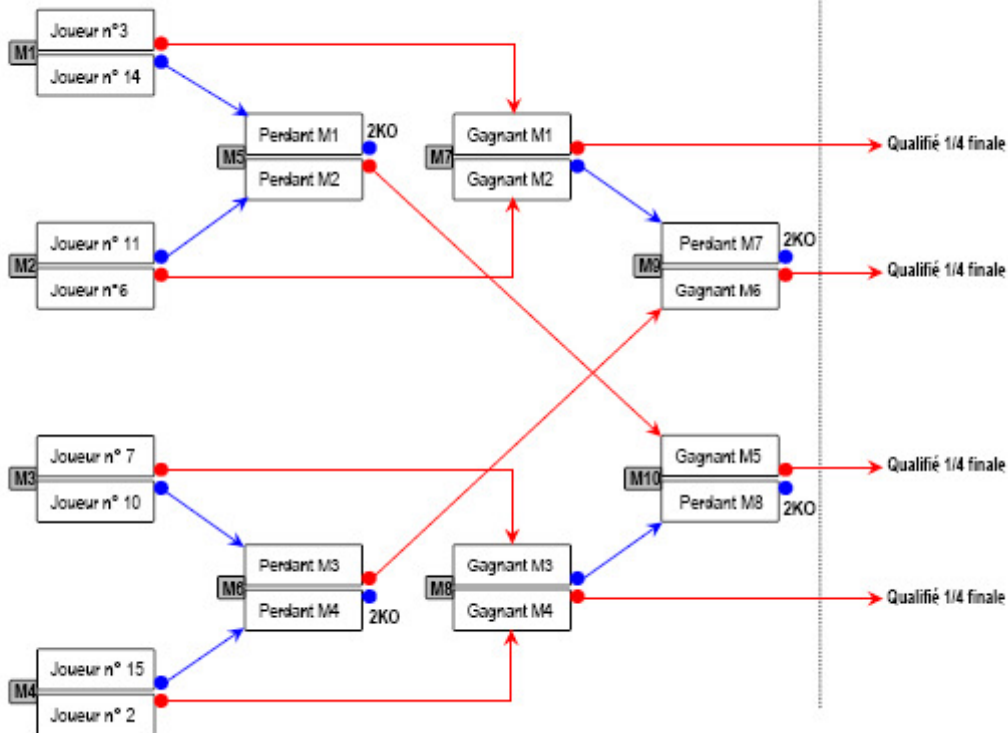 M1
Joueur n°3
Joueur n° 14
M5
Perdant M1
Perdant M2
2KO
M7
Gagnant M1
Gagnant M2
Qualifié 1/4 finale
M2
Joueur n° 11
Joueur n°6
M9
Perdant M7
Gagnant M6
2KO
Qualifié 1/4 finale
M3
Joueur n° 7
Joueur n° 10
M10
Gagnant M5
Perdant M8
2KO
Qualifié 1/4 finale
M6
Perdant M3
Perdant M4
2KO
M8
Gagnant M3
Gagnant M4
Qualifié 1/4 finale
M4
Joueur n° 15
Joueur n° 2